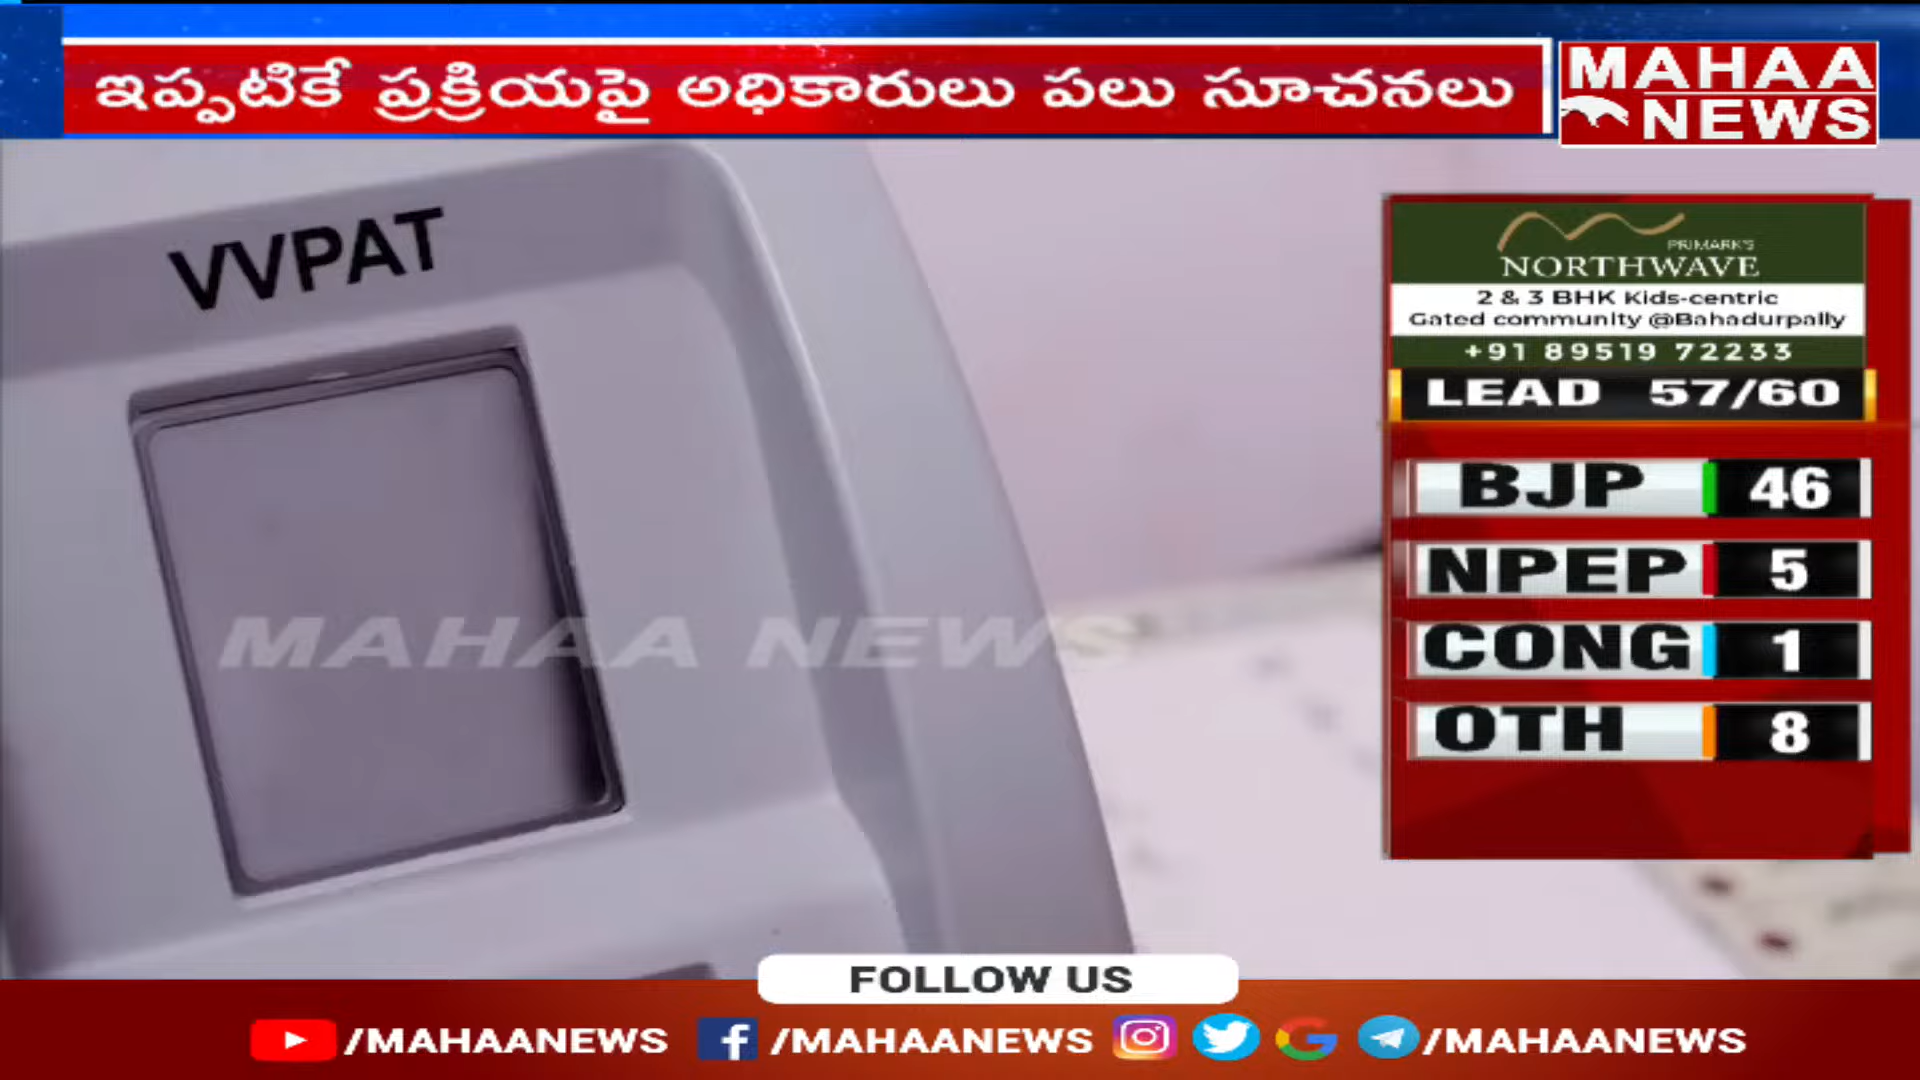 ఇప్పటికే ప్రక్రియపై అధికారులు పలు సూచనలు
MAHAA
NEWS
VVPAT
PRIMARK'S
NORTHWAVE
2 & 3 BHK Kids-centric
Gated community @Bahadurpally
+91 89519 72233
LEAD 57/60
BJP 46
NPEP 5
CONG 1
OTH 8
MAHAA NEWS
FOLLOW US
/MAHAANEWS /MAHAANEWS /MAHAANEWS